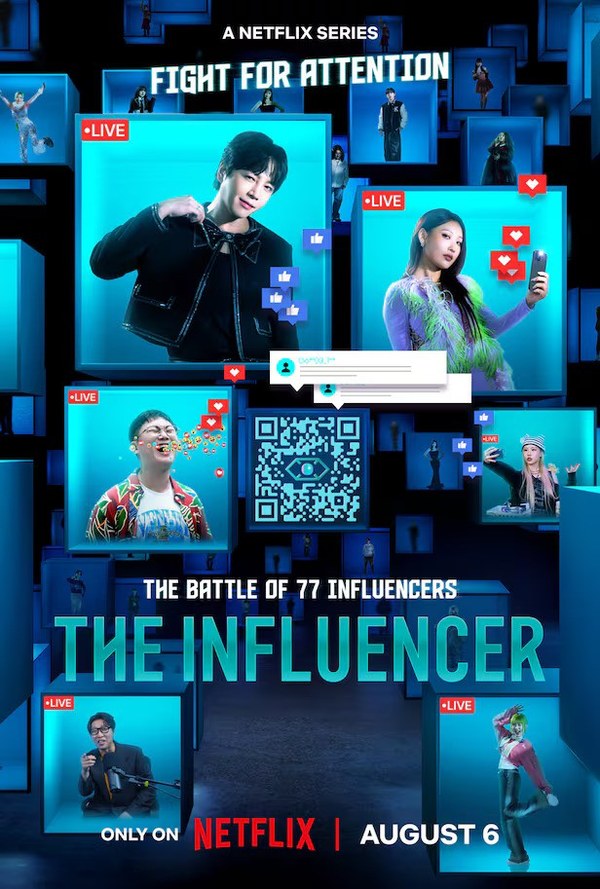 A NETFLIX SERIES
FIGHT FOR ATTENTION
LIVE
LIVE
LIVE
LIVE
THE BATTLE OF 77 INFLUENCERS
THE INFLUENCER
LIVE
LIVE
ONLY ON NETFLIX | AUGUST 6